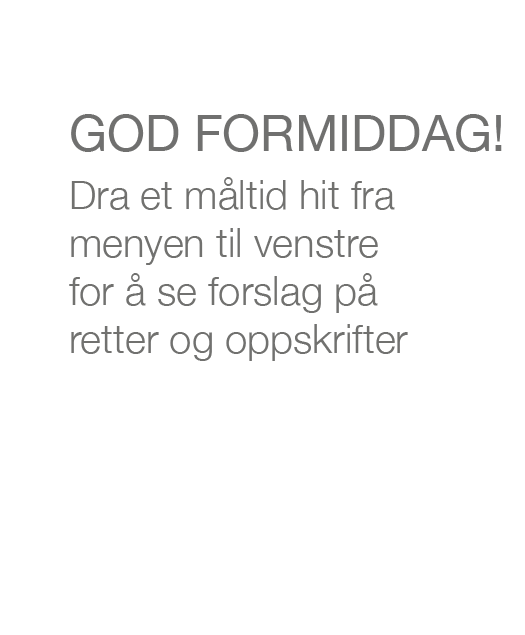 GOD FORMIDDAG!
Dra et måltid hit fra
menyen til venstre
for å se forslag på
retter og oppskrifter